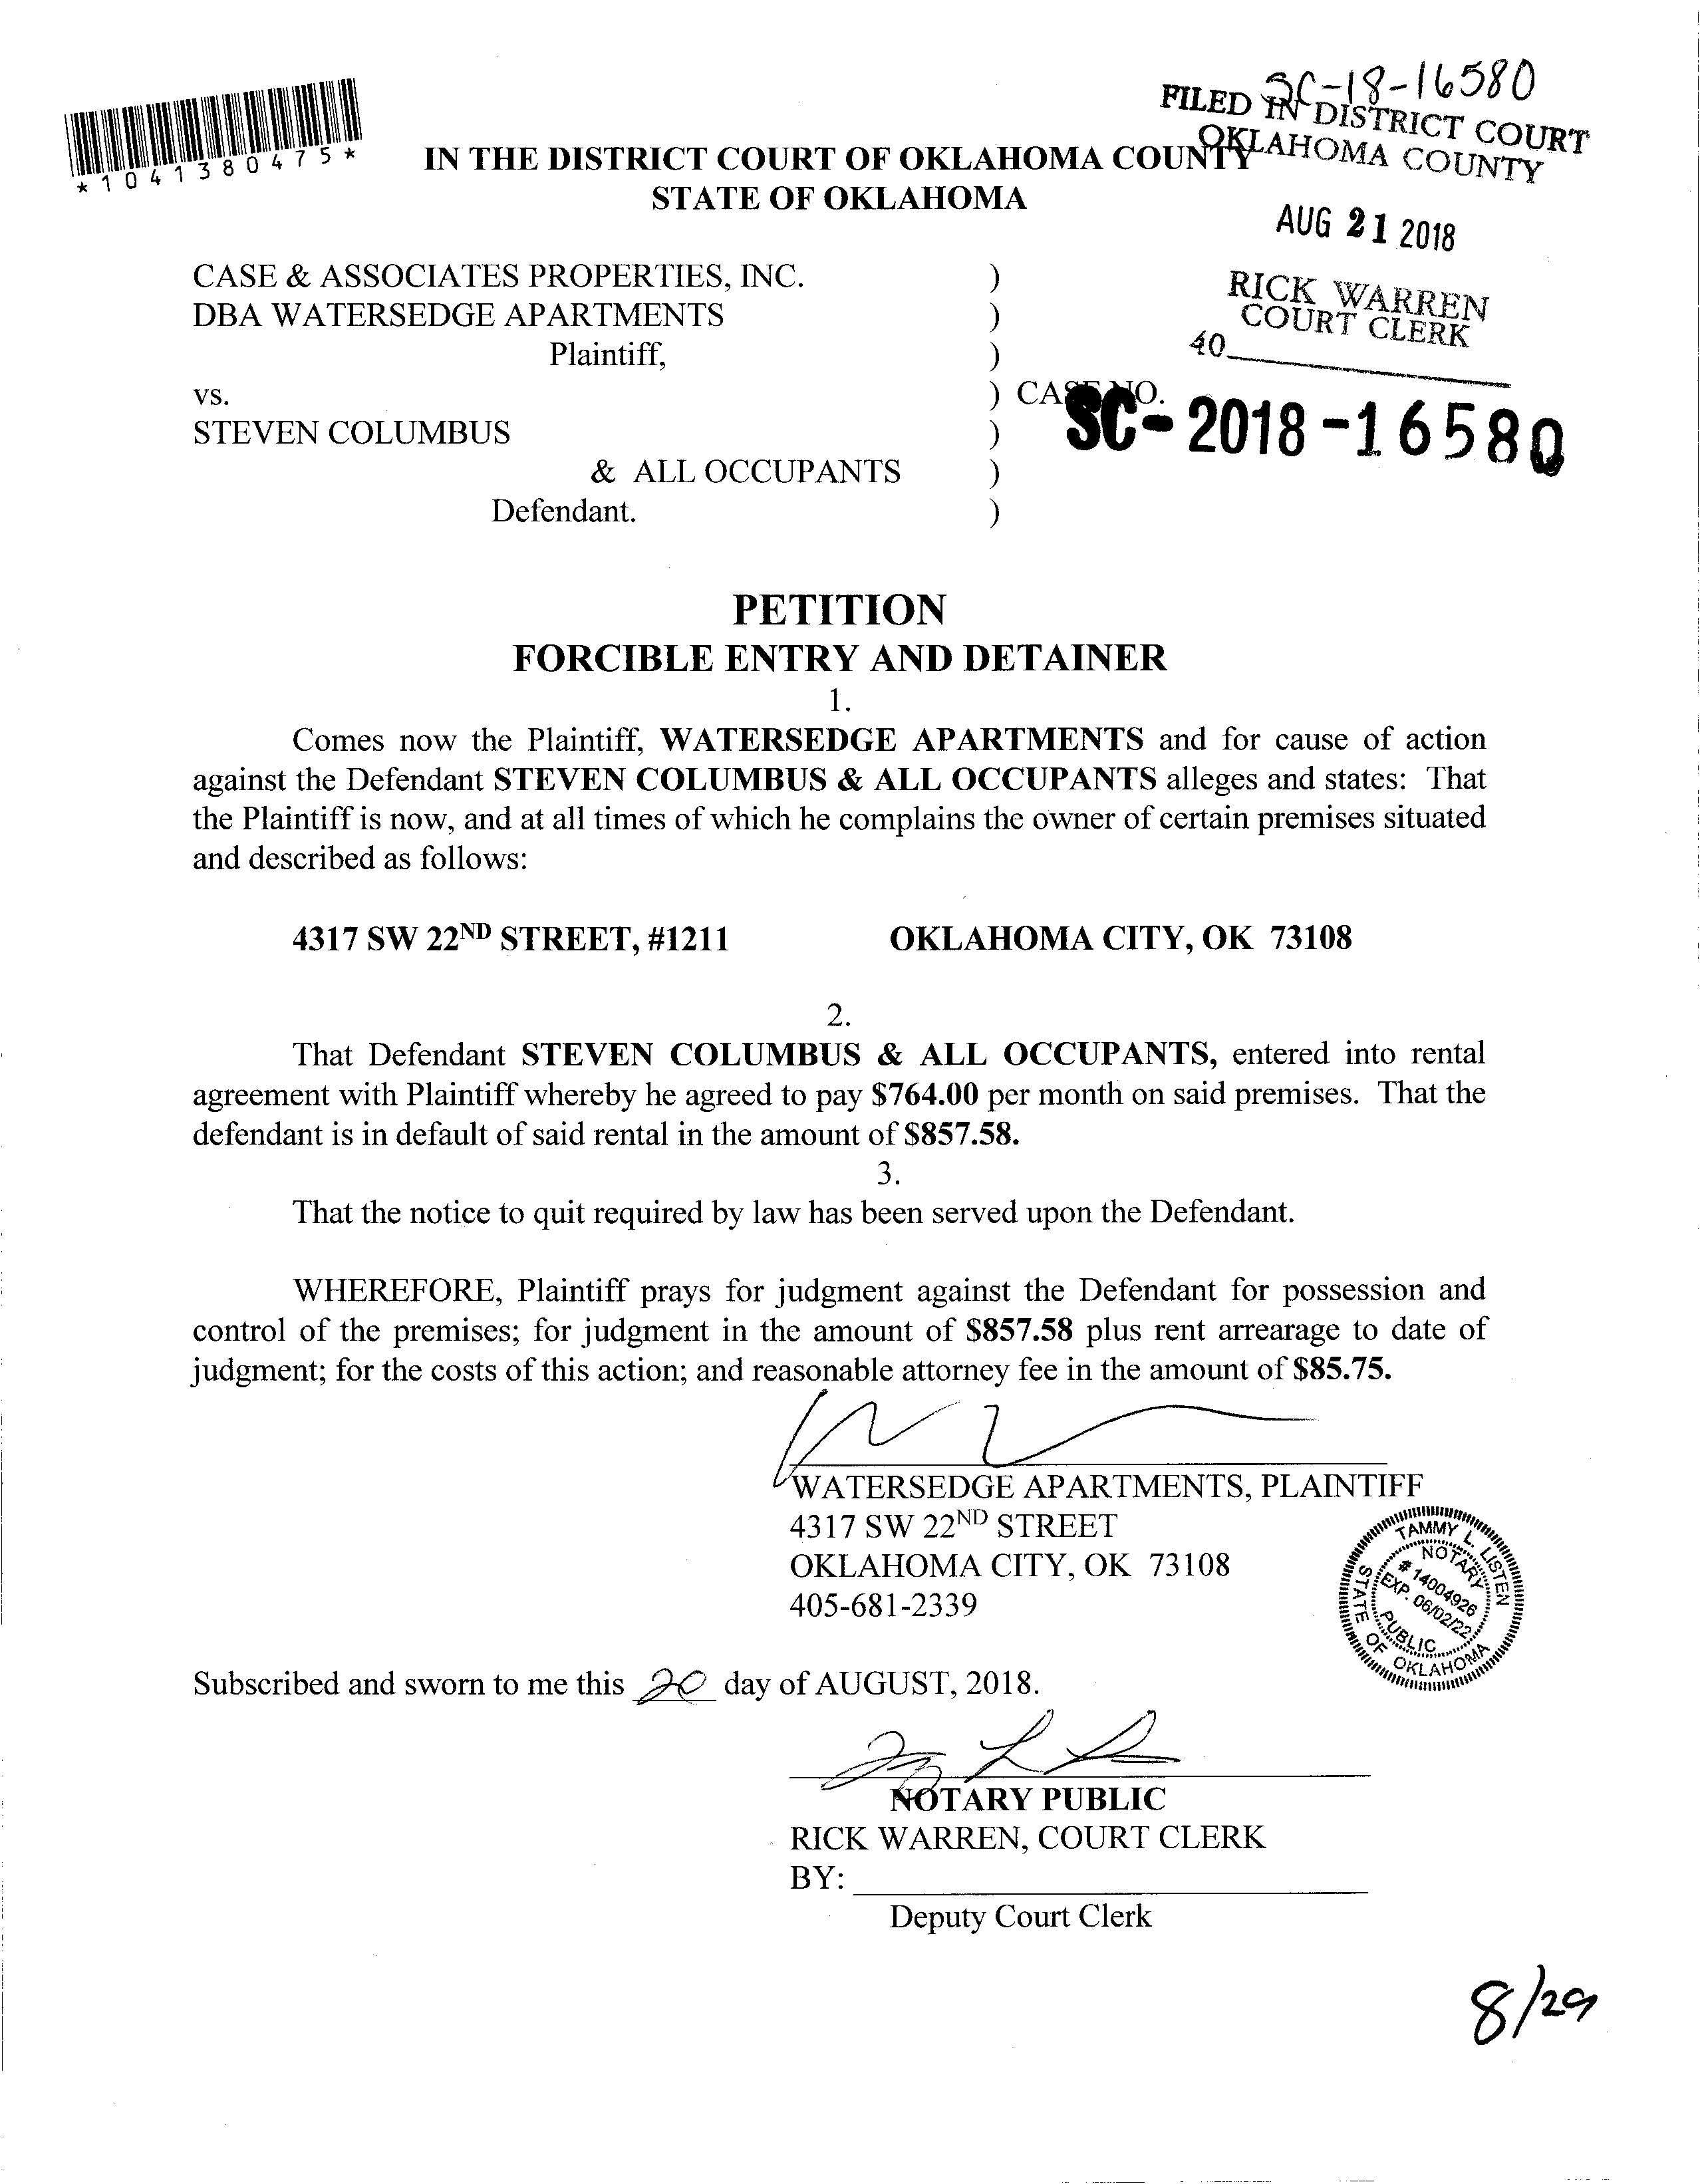 SC-18-16580
FILED IN DISTRICT COURT
OKLAHOMA COUNTY
*1041380475*
IN THE DISTRICT COURT OF OKLAHOMA COUNTY
STATE OF OKLAHOMA
AUG 21 2018
RICK WARREN
COURT CLERK
40
CASE & ASSOCIATES PROPERTIES, INC. )
DBA WATERSEDGE APARTMENTS )
Plaintiff, )
vs. ) CASE NO.
SC-2018-16580
STEVEN COLUMBUS )
& ALL OCCUPANTS )
Defendant. )
PETITION
FORCIBLE ENTRY AND DETAINER
1.
Comes now the Plaintiff, WATERSEDGE APARTMENTS and for cause of action
against the Defendant STEVEN COLUMBUS & ALL OCCUPANTS alleges and states: That
the Plaintiff is now, and at all times of which he complains the owner of certain premises situated
and described as follows:
4317 SW 22ND STREET, #1211 OKLAHOMA CITY, OK 73108
2.
That Defendant STEVEN COLUMBUS & ALL OCCUPANTS, entered into rental
agreement with Plaintiff whereby he agreed to pay $764.00 per month on said premises. That the
defendant is in default of said rental in the amount of $857.58.
3.
That the notice to quit required by law has been served upon the Defendant.
WHEREFORE, Plaintiff prays for judgment against the Defendant for possession and
control of the premises; for judgment in the amount of $857.58 plus rent arrearage to date of
judgment; for the costs of this action; and reasonable attorney fee in the amount of $85.75.
WATERSEDGE APARTMENTS, PLAINTIFF
4317 SW 22ND STREET
OKLAHOMA CITY, OK 73108
405-681-2339
TAMMY L. LISTEN
NOTARY
# 14004926
EXP. 06/02/22
PUBLIC
STATE OF OKLAHOMA
Subscribed and sworn to me this 20 day of AUGUST, 2018.
NOTARY PUBLIC
RICK WARREN, COURT CLERK
BY:
Deputy Court Clerk
8/29